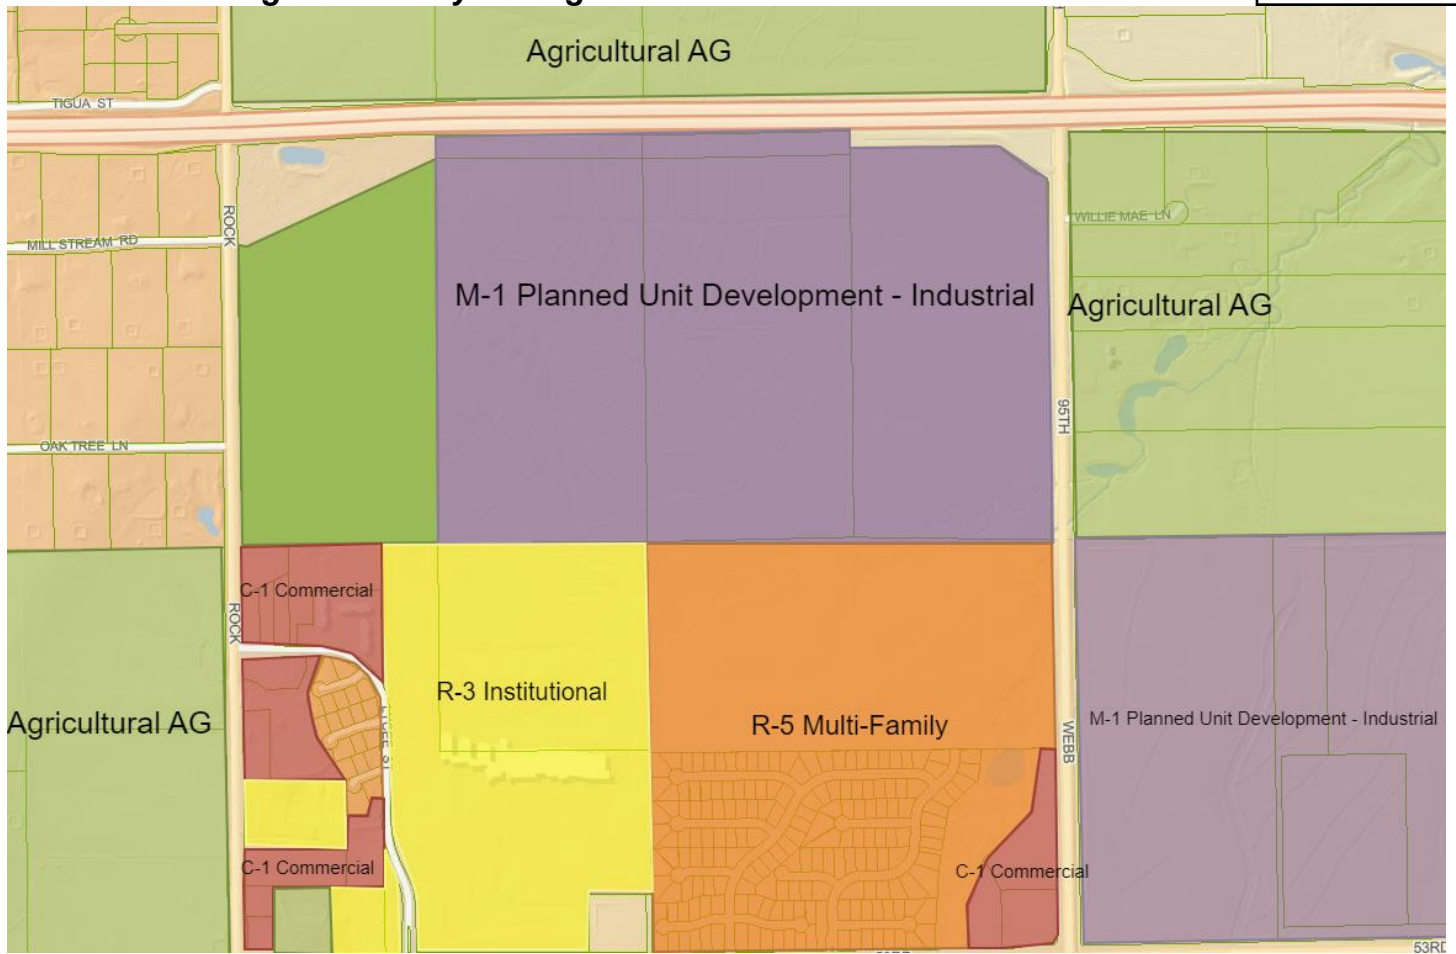 Agricultural AG
TIGUA ST
ROCK
MILL STREAM RD
WILLIE MAE LN
M-1 Planned Unit Development - Industrial
Agricultural AG
95TH
OAK TREE LN
C-1 Commercial
ROCK
R-3 Institutional
Agricultural AG
R-5 Multi-Family
WEBB
M-1 Planned Unit Development - Industrial
C-1 Commercial
C-1 Commercial
53RD